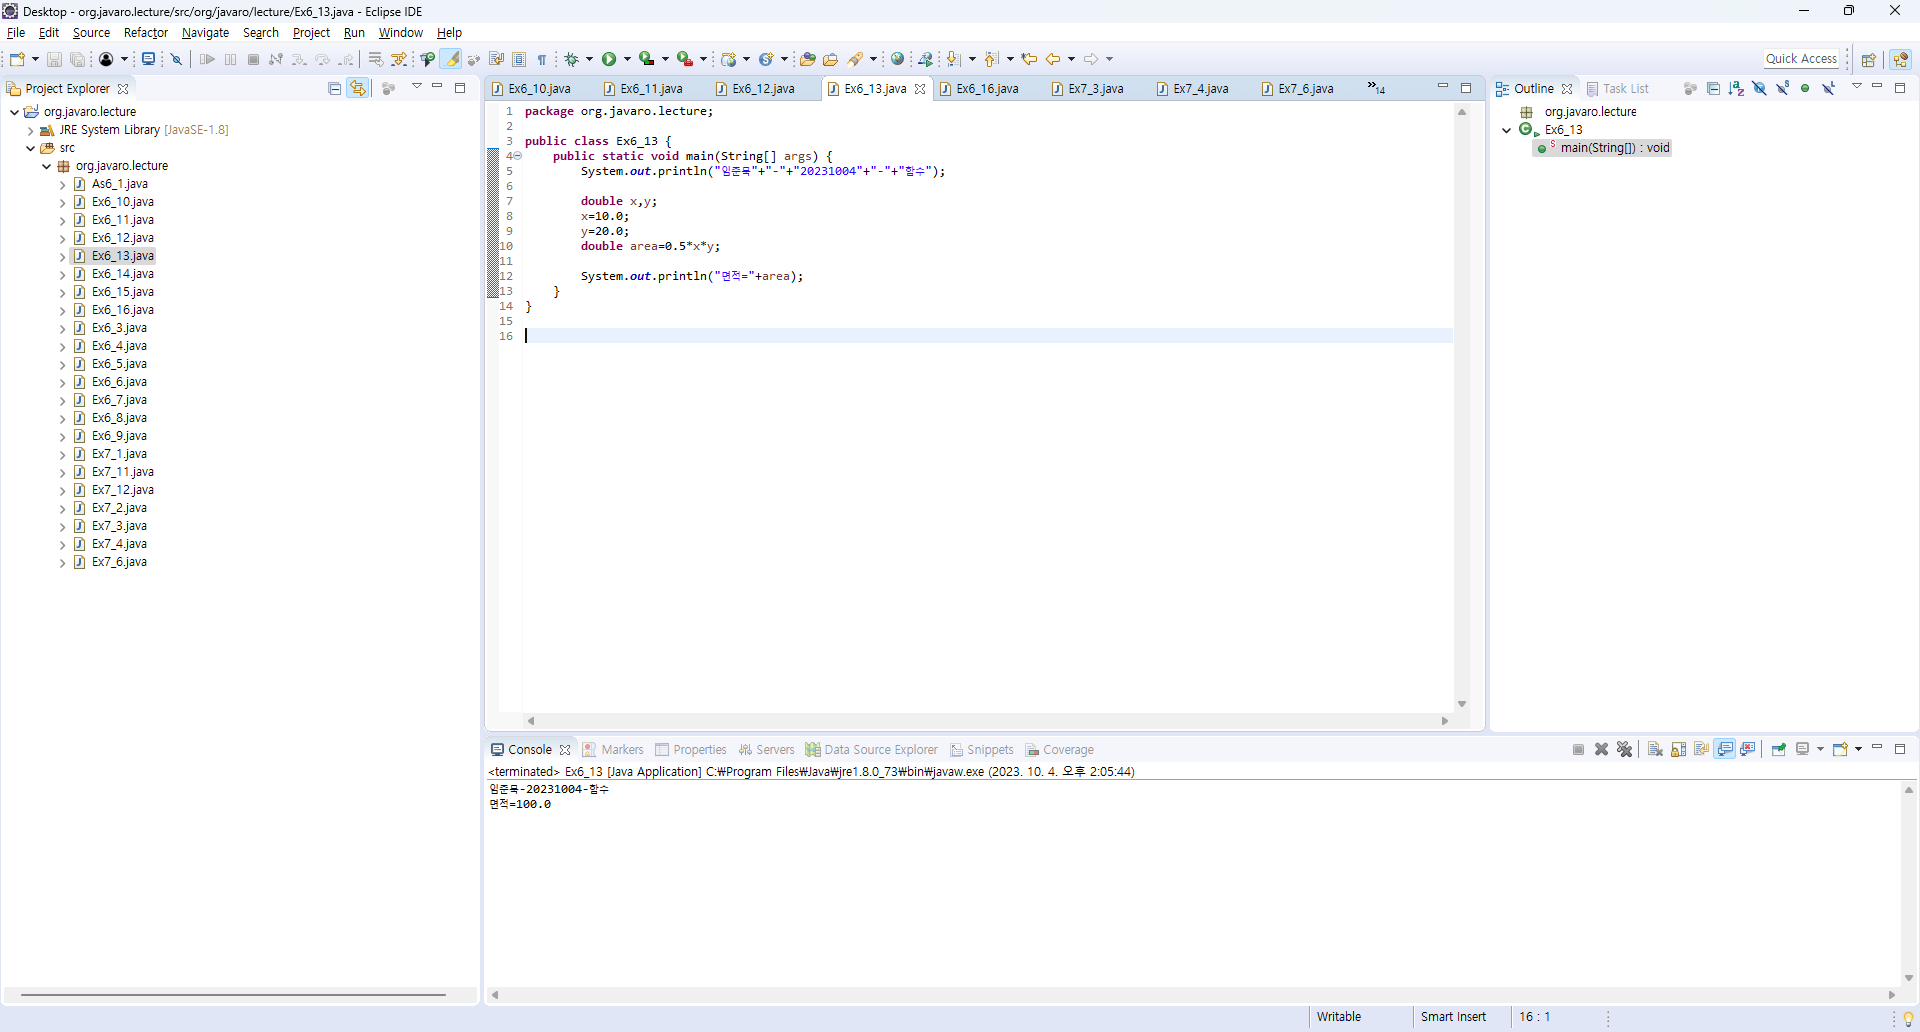 Desktop - org.javaro.lecture/src/org/javaro/lecture/Ex6_13.java - Eclipse IDE
File Edit Source Refactor Navigate Search Project Run Window Help
Quick Access
Project Explorer
org.javaro.lecture
JRE System Library [JavaSE-1.8]
src
org.javaro.lecture
As6_1.java
Ex6_10.java
Ex6_11.java
Ex6_12.java
Ex6_13.java
Ex6_14.java
Ex6_15.java
Ex6_16.java
Ex6_3.java
Ex6_4.java
Ex6_5.java
Ex6_6.java
Ex6_7.java
Ex6_8.java
Ex6_9.java
Ex7_1.java
Ex7_11.java
Ex7_12.java
Ex7_2.java
Ex7_3.java
Ex7_4.java
Ex7_6.java
Ex6_10.java Ex6_11.java Ex6_12.java Ex6_13.java Ex6_16.java Ex7_3.java Ex7_4.java Ex7_6.java »14
1 package org.javaro.lecture;
2
3 public class Ex6_13 {
4 public static void main(String[] args) {
5 System.out.println("임준묵"+"-"+"20231004"+"-"+"함수");
6
7 double x,y;
8 x=10.0;
9 y=20.0;
10 double area=0.5*x*y;
11
12 System.out.println("면적="+area);
13 }
14 }
15
16
Outline Task List
org.javaro.lecture
Ex6_13
main(String[]) : void
Console Markers Properties Servers Data Source Explorer Snippets Coverage
<terminated> Ex6_13 [Java Application] C:₩Program Files₩Java₩jre1.8.0_73₩bin₩javaw.exe (2023. 10. 4. 오후 2:05:44)
임준묵-20231004-함수
면적=100.0
Writable Smart Insert 16 : 1